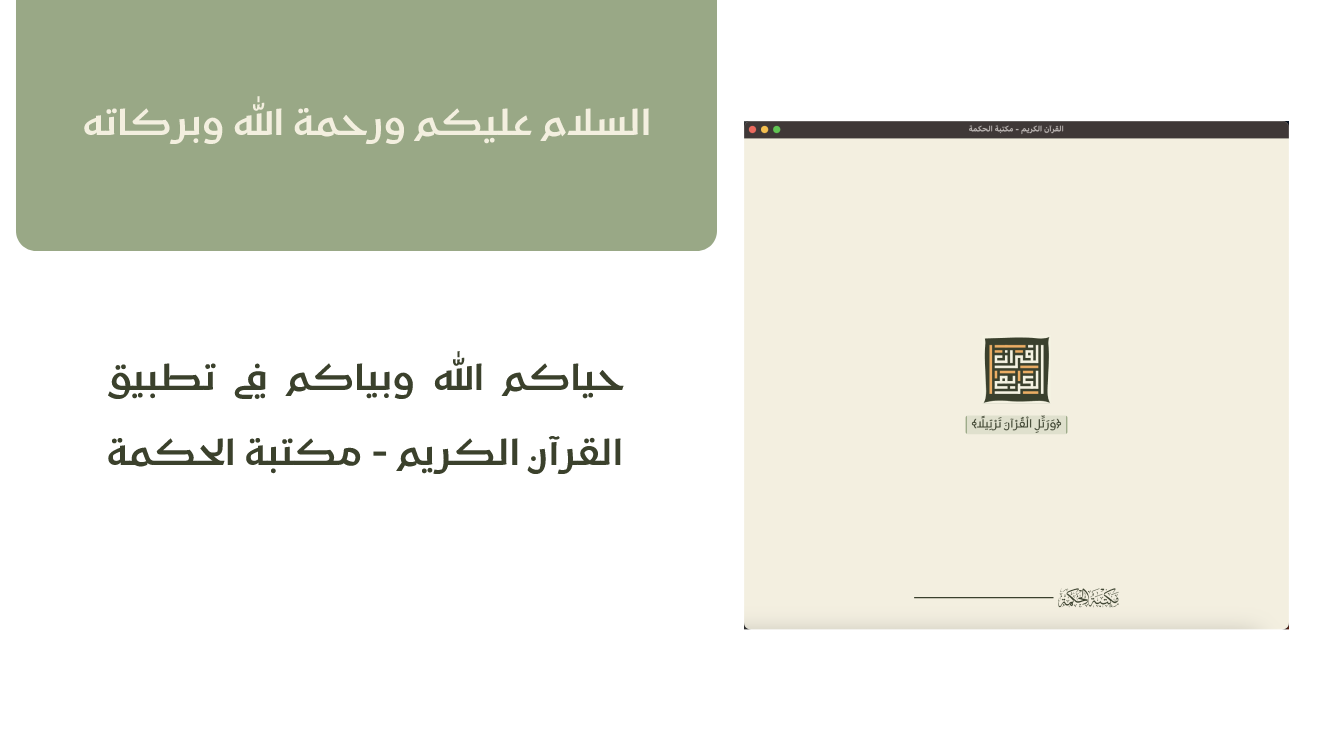 السلام عليكم ورحمة الله وبركاته
حياكم الله وبياكم في تطبيق
القرآن الكريم - مكتبة الحكمة
القرآن الكريم - مكتبة الحكمة
القرآن
الكريم
﴿وَرَتِّلِ الْقُرْآنَ تَرْتِيلًا﴾
مكتبة الحكمة